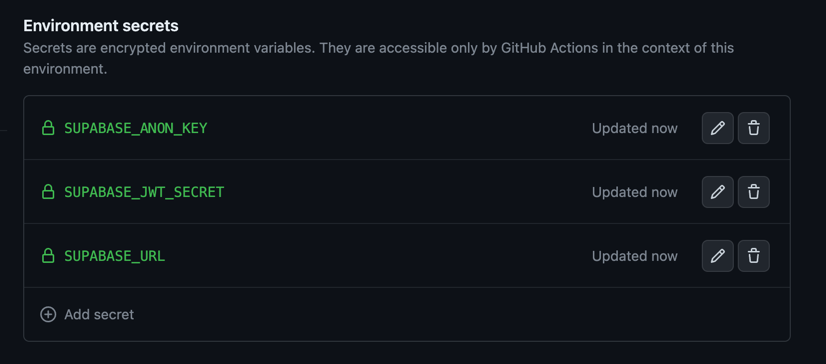 Environment secrets
Secrets are encrypted environment variables. They are accessible only by GitHub Actions in the context of this
environment.
SUPABASE_ANON_KEY Updated now
SUPABASE_JWT_SECRET Updated now
SUPABASE_URL Updated now
Add secret